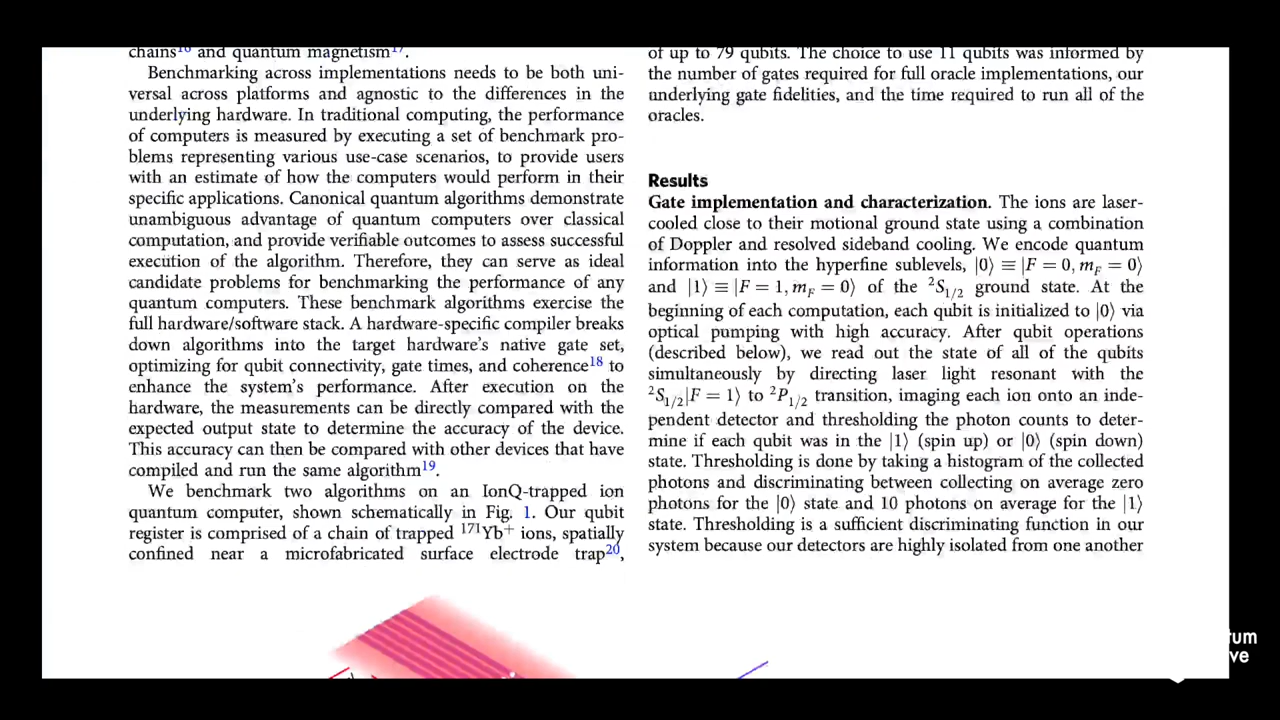 chains16 and quantum magnetism17.
Benchmarking across implementations needs to be both uni-
versal across platforms and agnostic to the differences in the
underlying hardware. In traditional computing, the performance
of computers is measured by executing a set of benchmark pro-
blems representing various use-case scenarios, to provide users
with an estimate of how the computers would perform in their
specific applications. Canonical quantum algorithms demonstrate
unambiguous advantage of quantum computers over classical
computation, and provide verifiable outcomes to assess successful
execution of the algorithm. Therefore, they can serve as ideal
candidate problems for benchmarking the performance of any
quantum computers. These benchmark algorithms exercise the
full hardware/software stack. A hardware-specific compiler breaks
down algorithms into the target hardware's native gate set,
optimizing for qubit connectivity, gate times, and coherence18 to
enhance the system's performance. After execution on the
hardware, the measurements can be directly compared with the
expected output state to determine the accuracy of the device.
This accuracy can then be compared with other devices that have
compiled and run the same algorithm19.
We benchmark two algorithms on an IonQ-trapped ion
quantum computer, shown schematically in Fig. 1. Our qubit
register is comprised of a chain of trapped 171Yb+ ions, spatially
confined near a microfabricated surface electrode trap20,
of up to 79 qubits. The choice to use 11 qubits was informed by
the number of gates required for full oracle implementations, our
underlying gate fidelities, and the time required to run all of the
oracles.
Results
Gate implementation and characterization. The ions are laser-
cooled close to their motional ground state using a combination
of Doppler and resolved sideband cooling. We encode quantum
information into the hyperfine sublevels, |0⟩ ≡ |F = 0, mF = 0⟩
and |1⟩ ≡ |F = 1, mF = 0⟩ of the 2S1/2 ground state. At the
beginning of each computation, each qubit is initialized to |0⟩ via
optical pumping with high accuracy. After qubit operations
(described below), we read out the state of all of the qubits
simultaneously by directing laser light resonant with the
2S1/2|F = 1⟩ to 2P1/2 transition, imaging each ion onto an inde-
pendent detector and thresholding the photon counts to deter-
mine if each qubit was in the |1⟩ (spin up) or |0⟩ (spin down)
state. Thresholding is done by taking a histogram of the collected
photons and discriminating between collecting on average zero
photons for the |0⟩ state and 10 photons on average for the |1⟩
state. Thresholding is a sufficient discriminating function in our
system because our detectors are highly isolated from one another
tum
ve